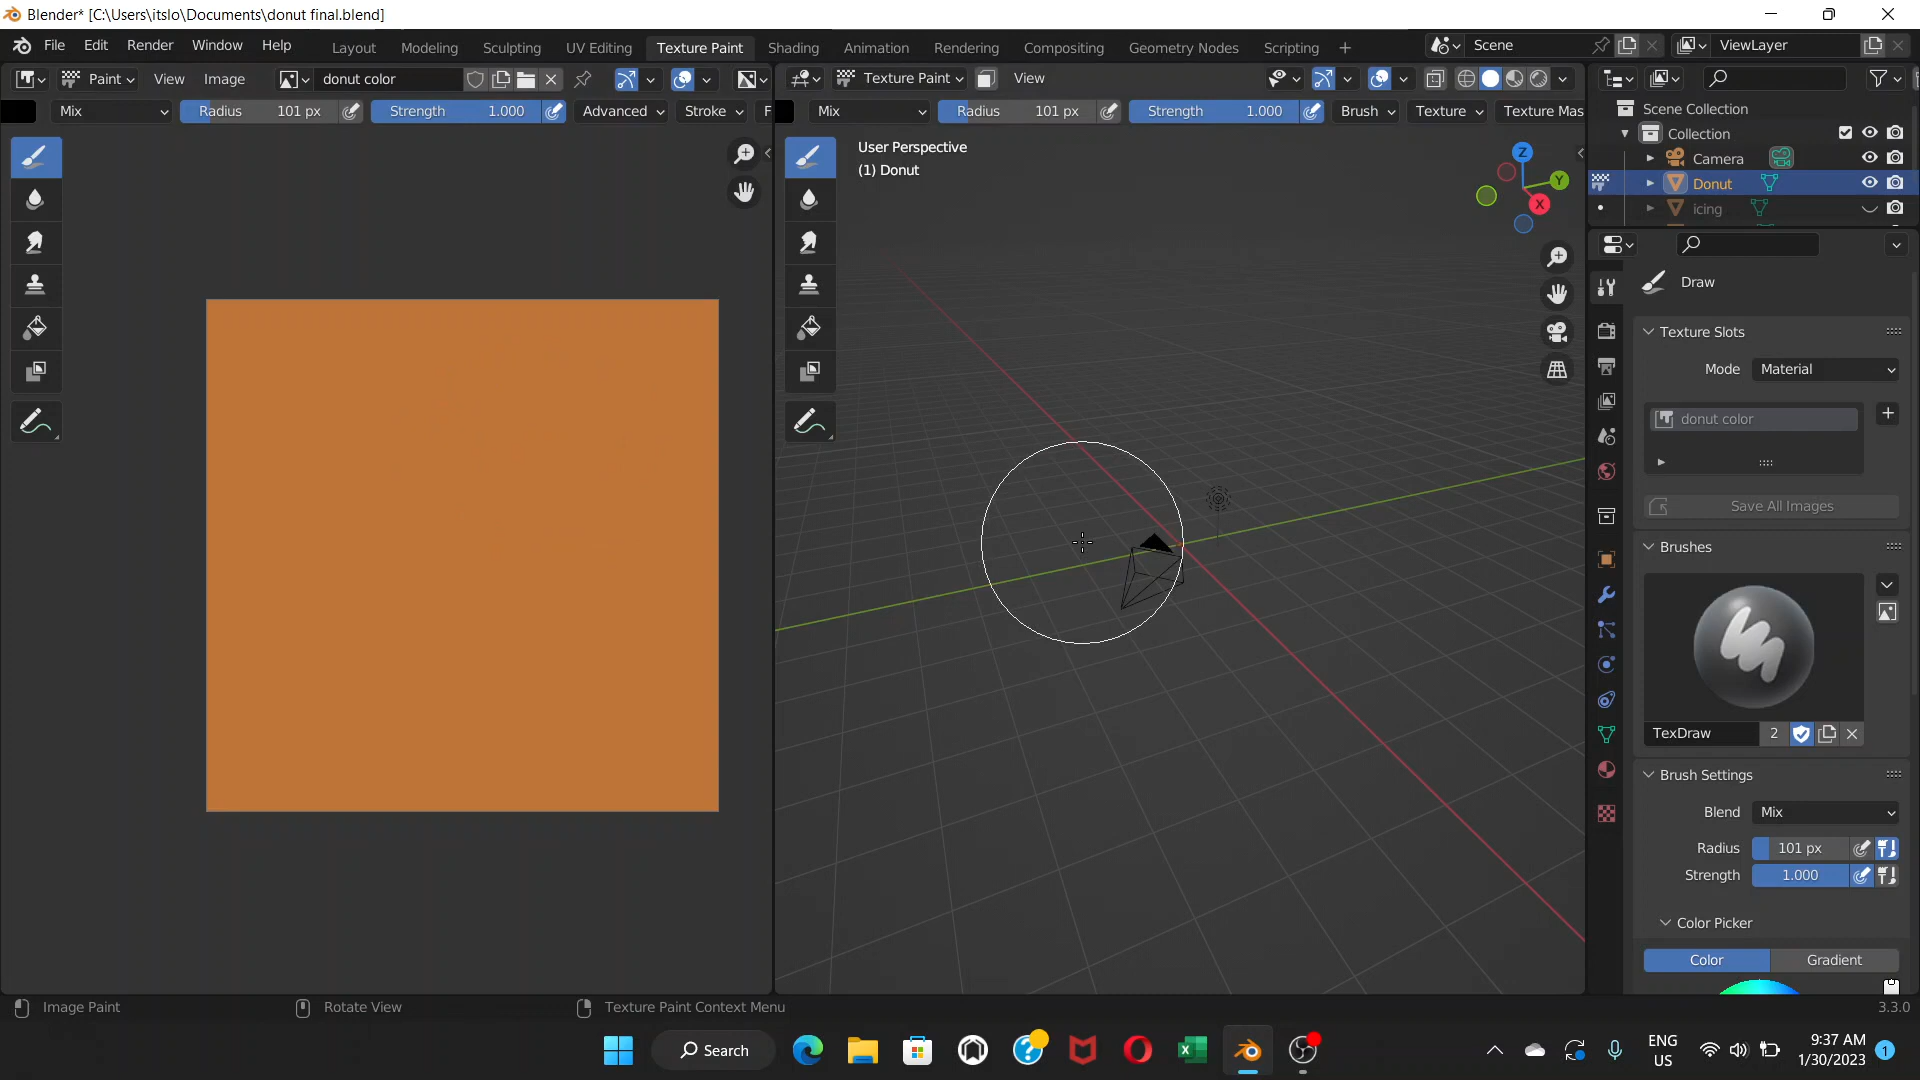 Blender* [C:\Users\itslo\Documents\donut final.blend]
File Edit Render Window Help Layout Modeling Sculpting UV Editing Texture Paint Shading Animation Rendering Compositing Geometry Nodes Scripting + Scene ViewLayer
Paint View Image donut color Texture Paint View
Mix Radius 101 px Strength 1.000 Advanced Stroke F Mix Radius 101 px Strength 1.000 Brush Texture Texture Mas
Scene Collection
Collection
Camera
Donut
icing
User Perspective
(1) Donut
Z
Y
X
Draw
Texture Slots
Mode Material
donut color
Save All Images
Brushes
TexDraw 2
Brush Settings
Blend Mix
Radius 101 px
Strength 1.000
Color Picker
Color Gradient
Image Paint Rotate View Texture Paint Context Menu 3.3.0
Search
ENG
US
9:37 AM
1/30/2023
1